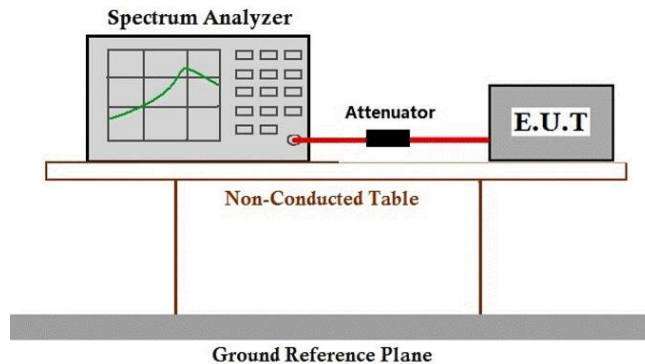 Spectrum Analyzer
Attenuator
E.U.T
Non-Conducted Table
Ground Reference Plane